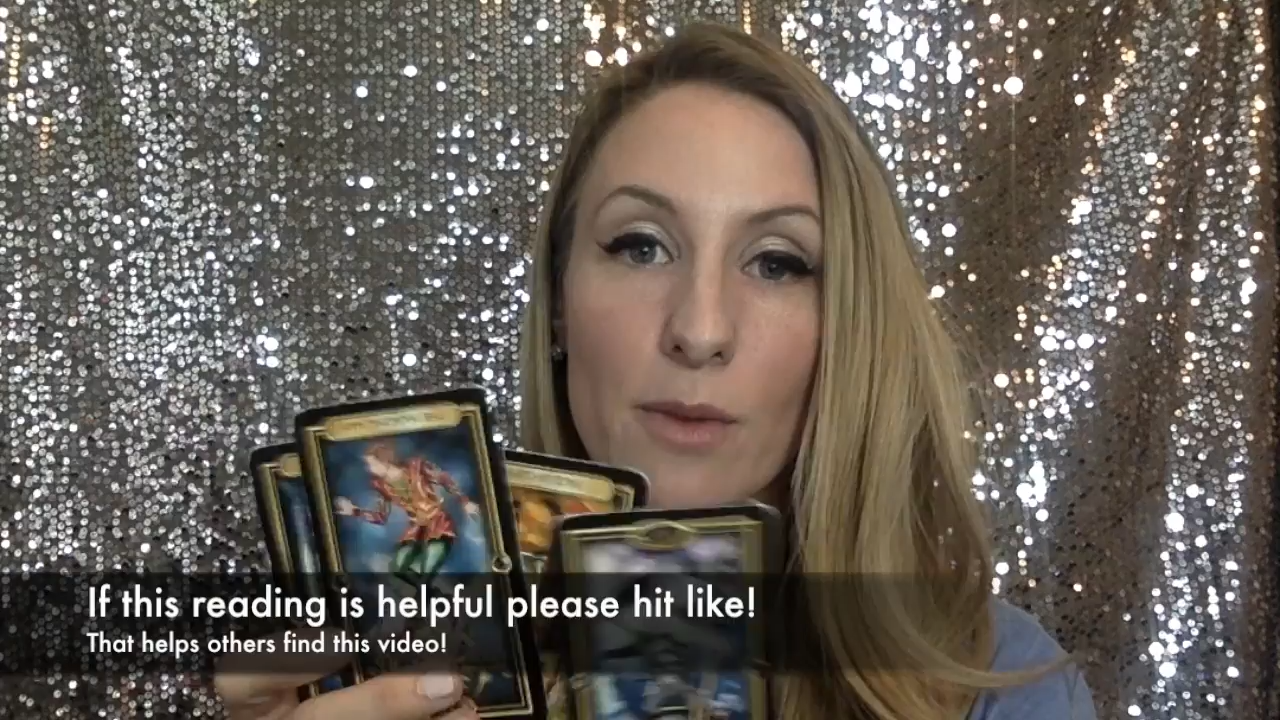 If this reading is helpful please hit like!
That helps others find this video!